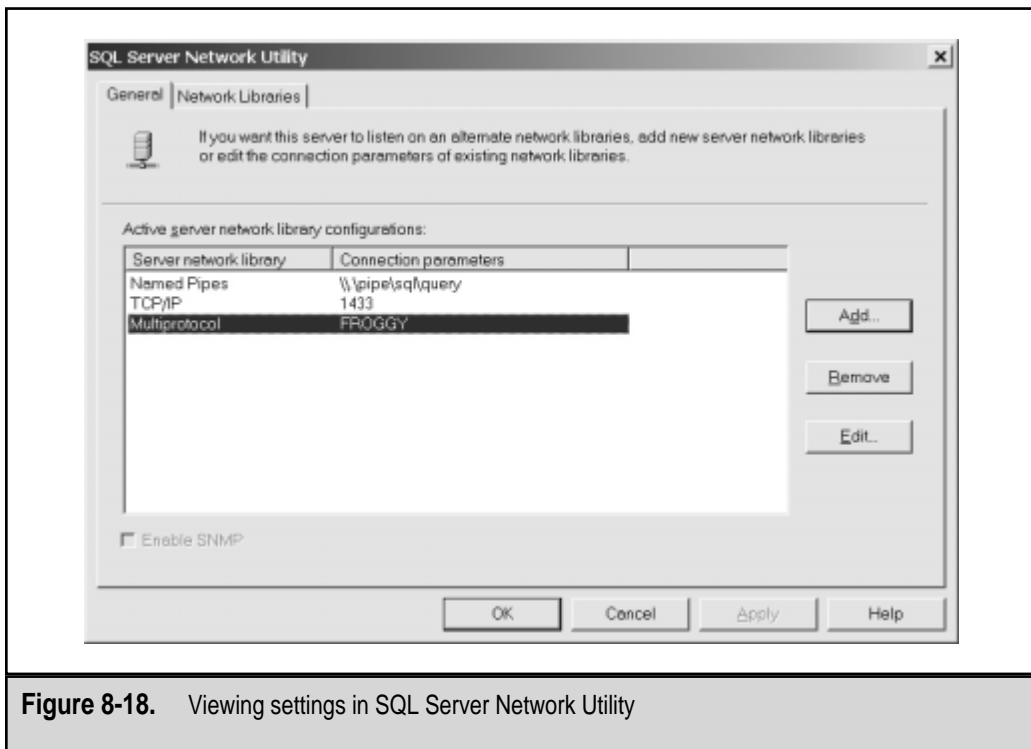 SQL Server Network Utility
General Network Libraries
If you want this server to listen on an alternate network libraries, add new server network libraries
or edit the connection parameters of existing network libraries.
Active server network library configurations:
Server network library Connection parameters
Named Pipes \\.\pipe\sql\query
TCP/IP 1433
Multiprotocol FROGGY
Add...
Remove
Edit...
Enable SNMP
OK Cancel Apply Help
Figure 8-18. Viewing settings in SQL Server Network Utility